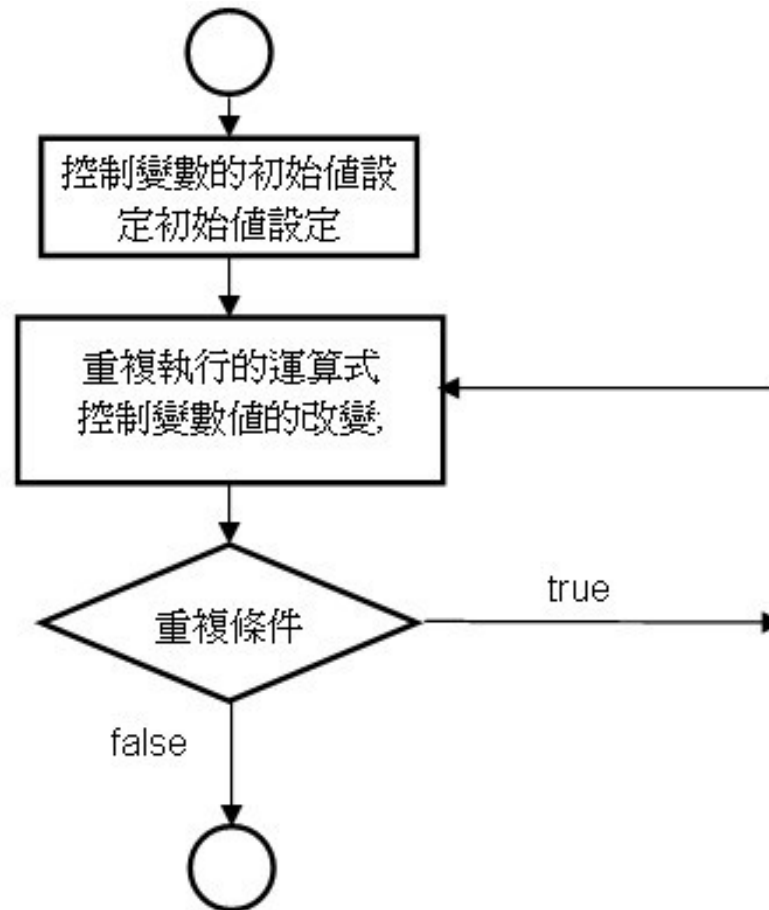 控制變數的初始值設
定初始值設定
重複執行的運算式
控制變數值的改變;
重複條件
true
false